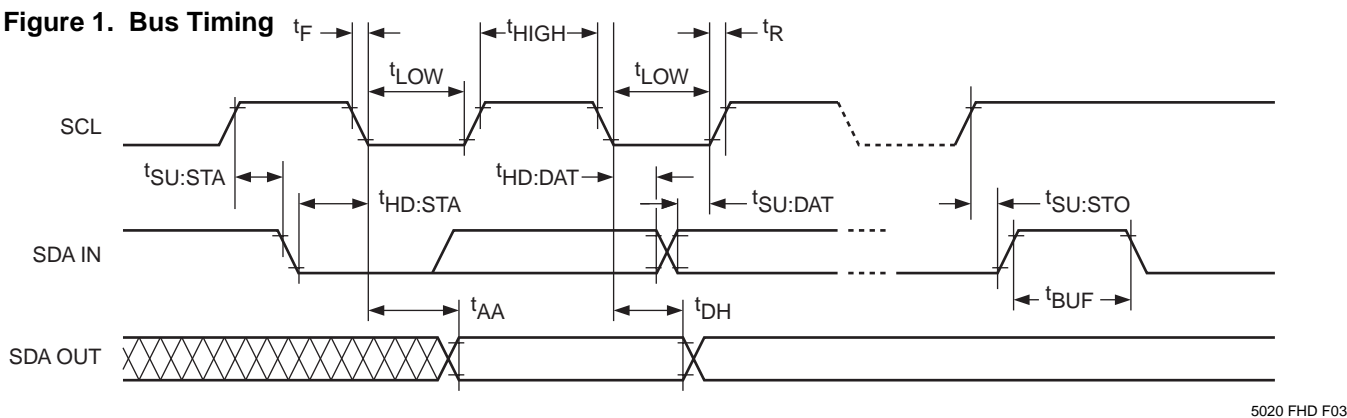 Figure 1. Bus Timing
tF
tHIGH
tR
tLOW
tLOW
SCL
tSU:STA
tHD:STA
tHD:DAT
tSU:DAT
tSU:STO
SDA IN
tBUF
tAA
tDH
SDA OUT
5020 FHD F03